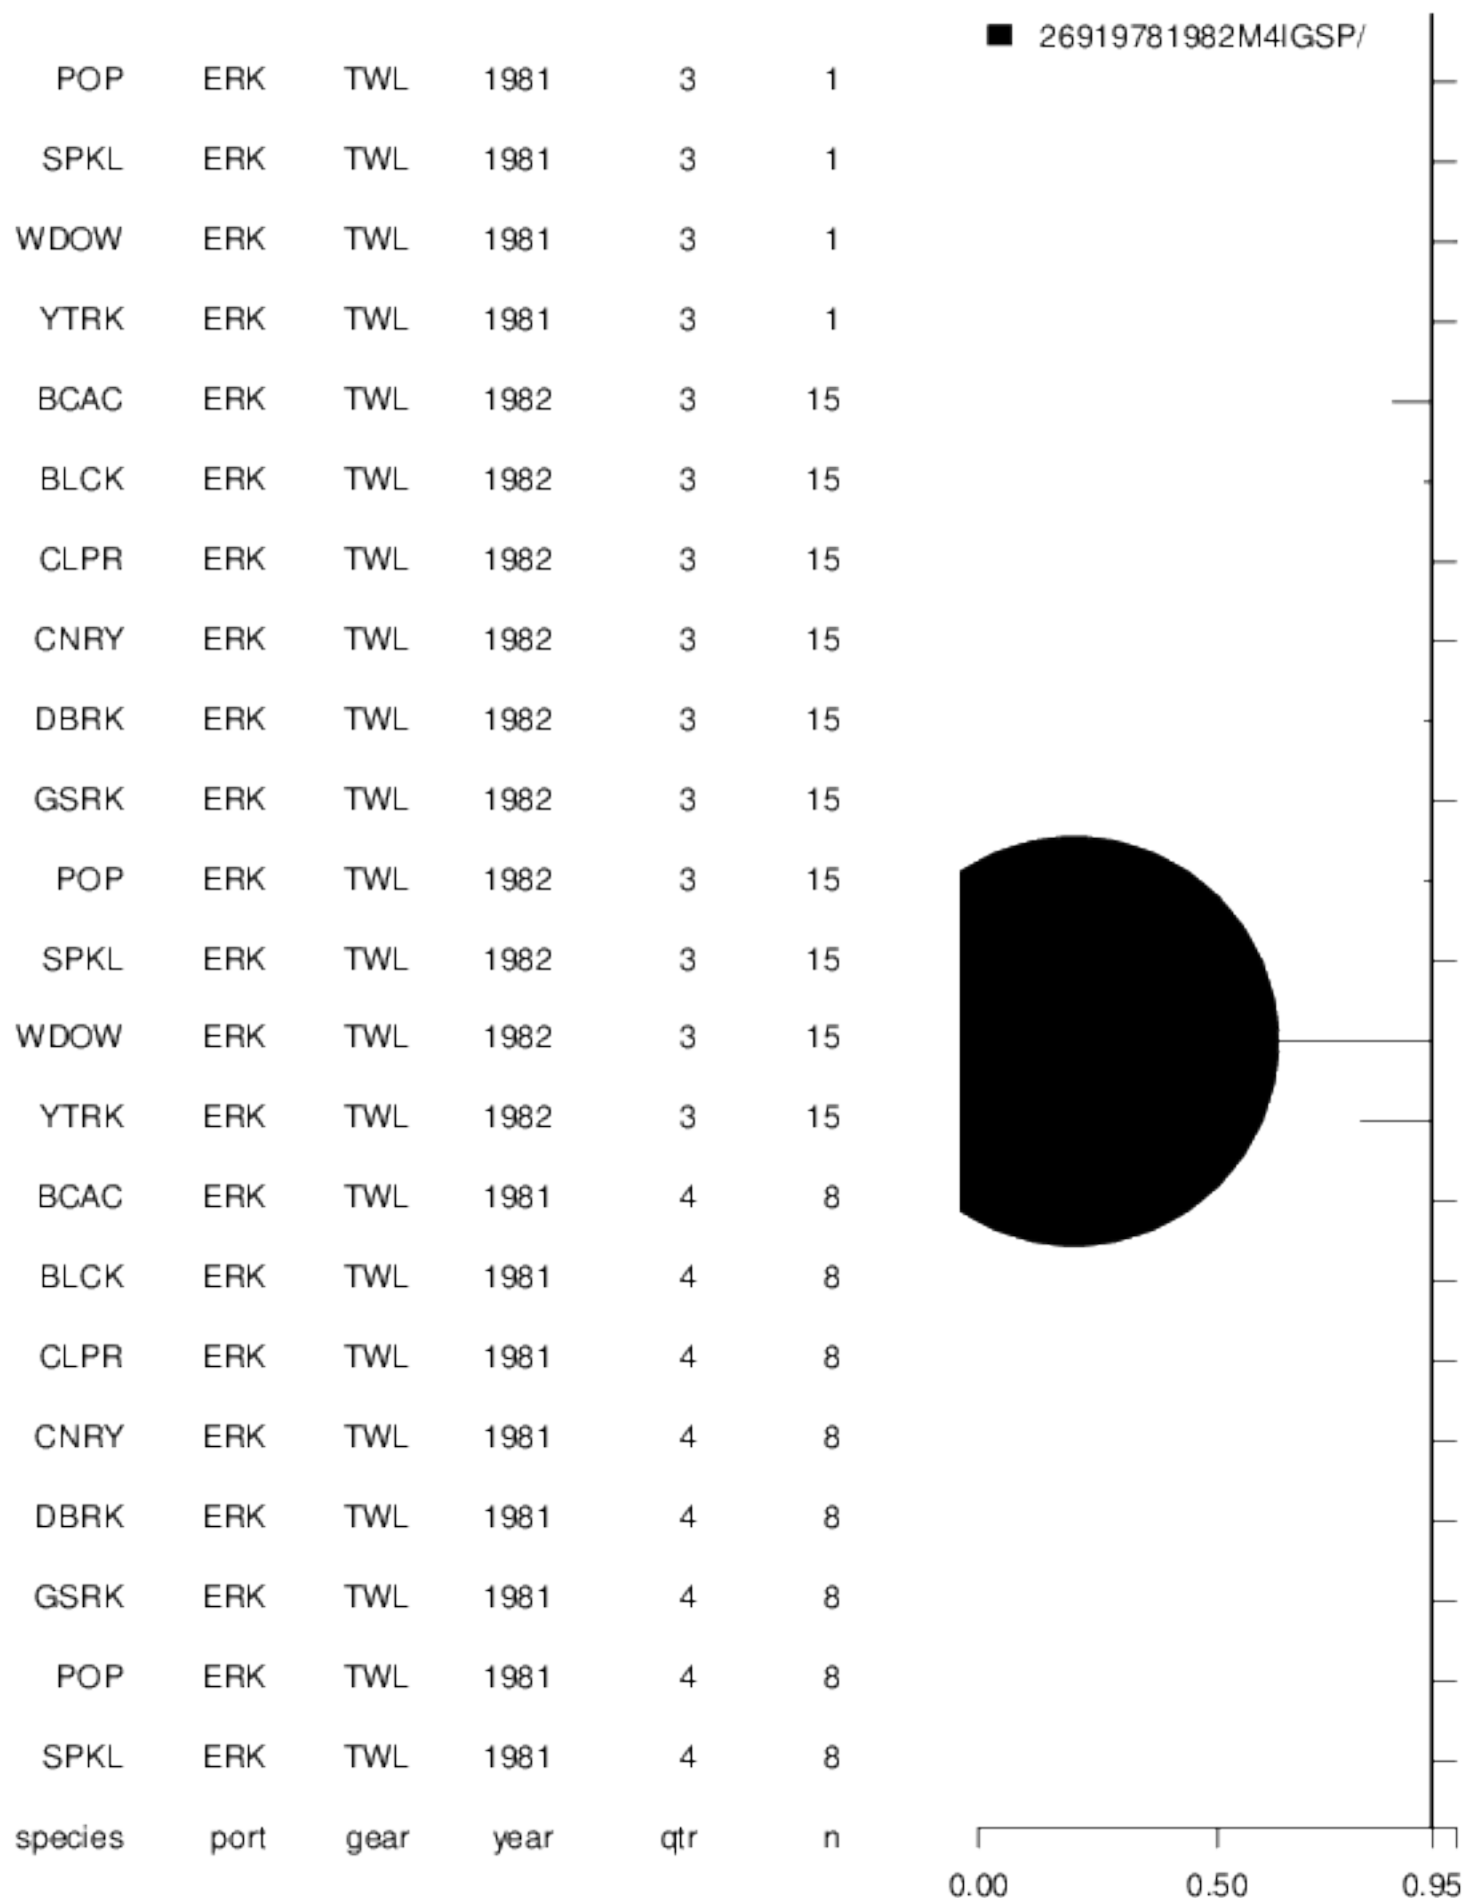 26919781982M4IGSP/
POP ERK TWL 1981 3 1
SPKL ERK TWL 1981 3 1
WDOW ERK TWL 1981 3 1
YTRK ERK TWL 1981 3 1
BCAC ERK TWL 1982 3 15
BLCK ERK TWL 1982 3 15
CLPR ERK TWL 1982 3 15
CNRY ERK TWL 1982 3 15
DBRK ERK TWL 1982 3 15
GSRK ERK TWL 1982 3 15
POP ERK TWL 1982 3 15
SPKL ERK TWL 1982 3 15
WDOW ERK TWL 1982 3 15
YTRK ERK TWL 1982 3 15
BCAC ERK TWL 1981 4 8
BLCK ERK TWL 1981 4 8
CLPR ERK TWL 1981 4 8
CNRY ERK TWL 1981 4 8
DBRK ERK TWL 1981 4 8
GSRK ERK TWL 1981 4 8
POP ERK TWL 1981 4 8
SPKL ERK TWL 1981 4 8
species port gear year qtr n
0.00 0.50 0.95